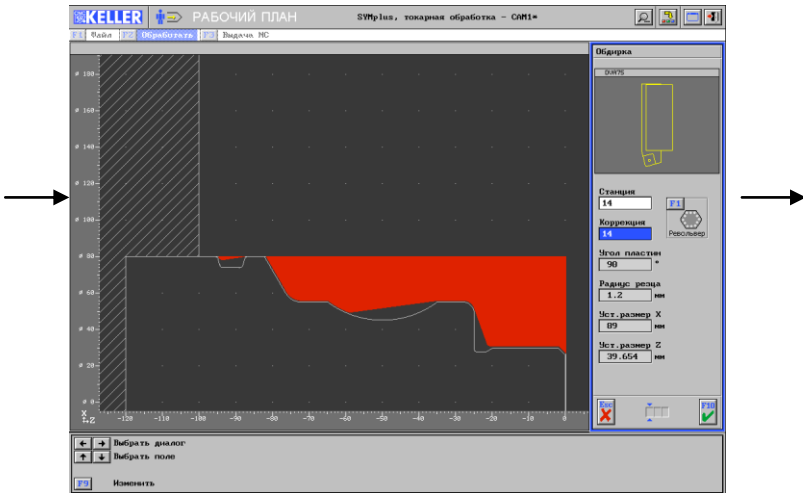 KELLER РАБОЧИЙ ПЛАН SYMplus, токарная обработка - CAM1*
F1 Файл F2 Обработать F3 Выдача МС
Обдирка
DVR75
ø 180
ø 160
ø 140
ø 120
ø 100
ø 80
ø 60
ø 40
ø 20
ø 0
X
Z
-120 -110 -100 -90 -80 -70 -60 -50 -40 -30 -20 -10 0
Станция
14
F1
Коррекция
14
Револьвер
Угол пластин
90 °
Радиус резца
1.2 мм
Уст.размер X
89 мм
Уст.размер Z
39.654 мм
Esc F10
Выбрать диалог
Выбрать поле
F9 Изменить